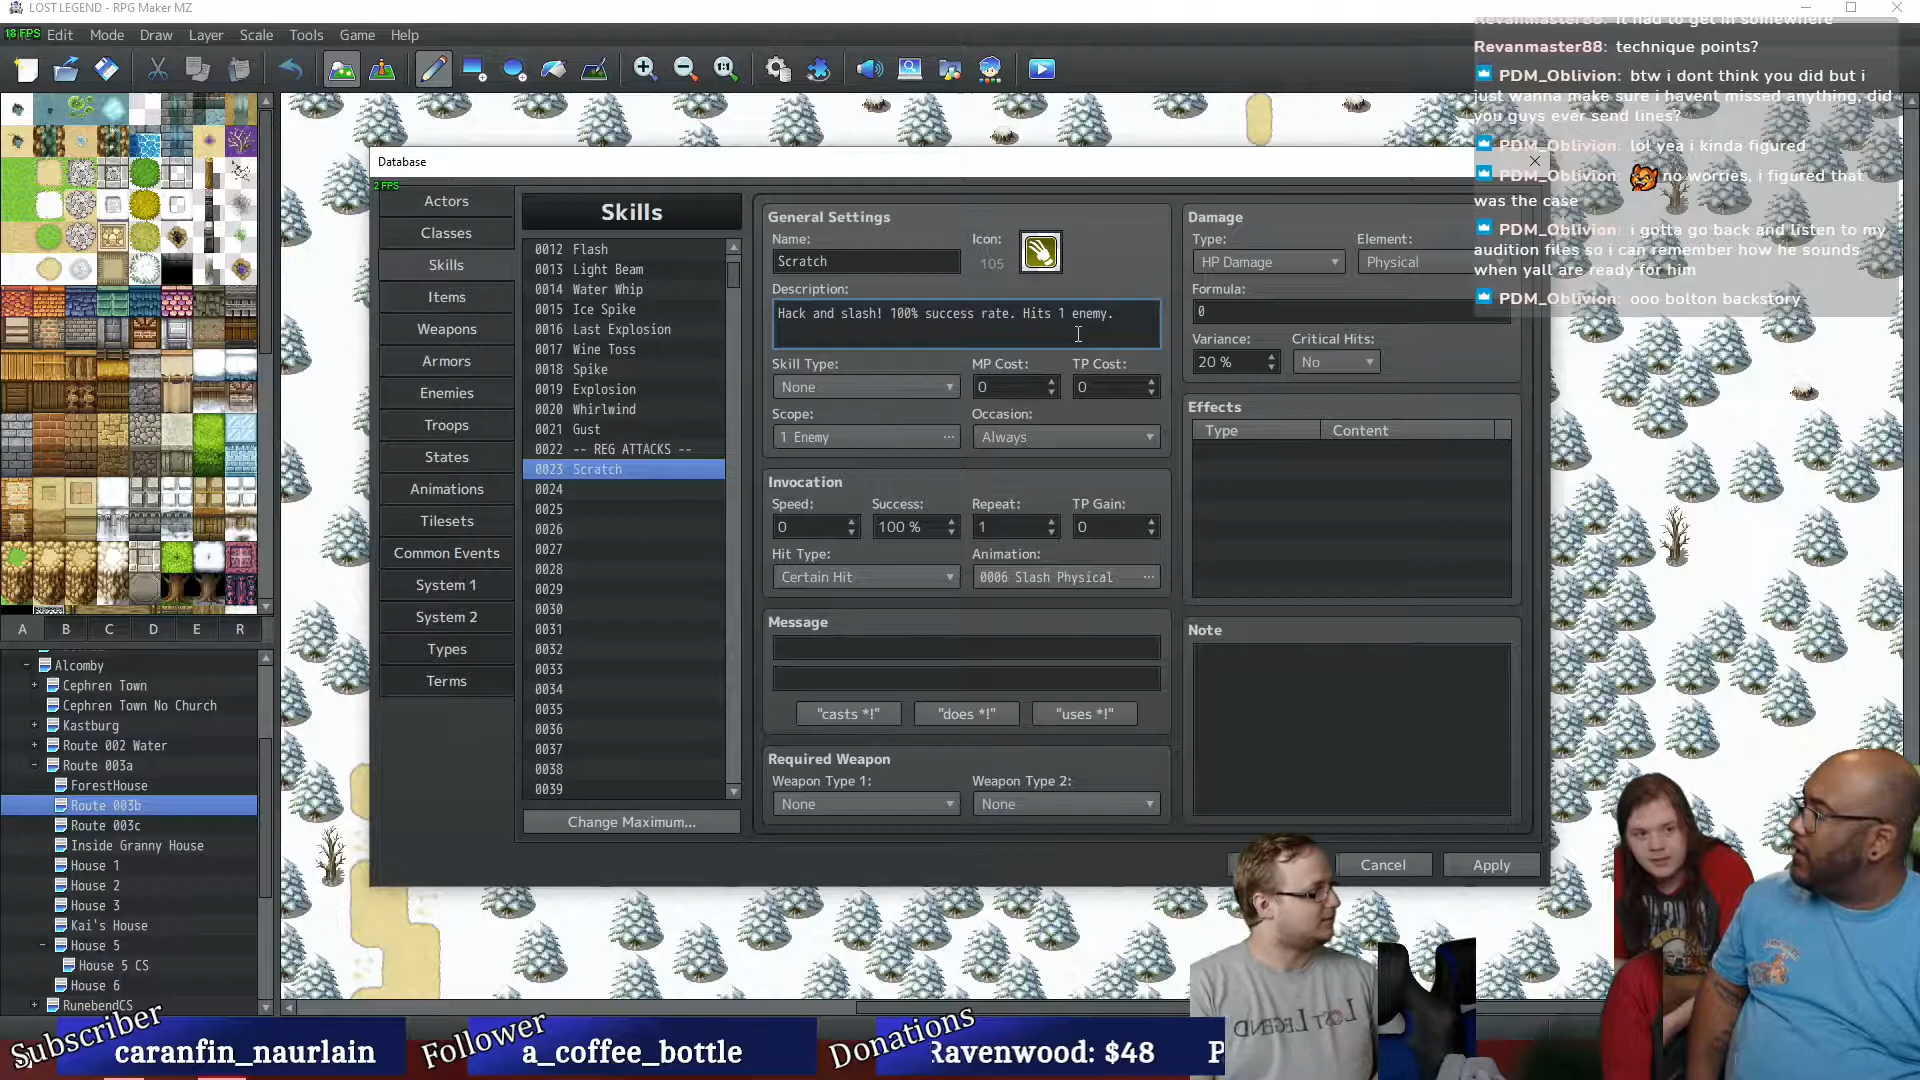 LOST LEGEND - RPG Maker MZ
18 FPS
Edit
Mode
Draw
Layer
Scale
Tools
Game
Help
Revanmaster88: it had to get in somewhere
Revanmaster88: technique points?
PDM_Oblivion: btw i dont think you did but i
just wanna make sure i havent missed anything, did
you guys ever send lines?
PDM_Oblivion: lol yea i kinda figured
PDM_Oblivion: no worries, i figured that
was the case
PDM_Oblivion: i gotta go back and listen to my
audition files so i can remember how he sounds
when yall are ready for him
PDM_Oblivion: ooo bolton backstory
Database
2 FPS
Actors
Classes
Skills
Items
Weapons
Armors
Enemies
Troops
States
Animations
Tilesets
Common Events
System 1
System 2
Types
Terms
Skills
0012 Flash
0013 Light Beam
0014 Water Whip
0015 Ice Spike
0016 Last Explosion
0017 Wine Toss
0018 Spike
0019 Explosion
0020 Whirlwind
0021 Gust
0022 -- REG ATTACKS --
0023 Scratch
0024
0025
0026
0027
0028
0029
0030
0031
0032
0033
0034
0035
0036
0037
0038
0039
Change Maximum...
General Settings
Name:
Icon:
Scratch
105
Description:
Hack and slash! 100% success rate. Hits 1 enemy.
Skill Type:
MP Cost:
TP Cost:
None
0
0
Scope:
Occasion:
1 Enemy
Always
Invocation
Speed:
Success:
Repeat:
TP Gain:
0
100 %
1
0
Hit Type:
Animation:
Certain Hit
0006 Slash Physical
Message
"casts *!"
"does *!"
"uses *!"
Required Weapon
Weapon Type 1:
Weapon Type 2:
None
None
Damage
Type:
Element:
HP Damage
Physical
Formula:
0
Variance:
Critical Hits:
20 %
No
Effects
Type
Content
Note
Cancel
Apply
A
B
C
D
E
R
Alcomby
Cephren Town
Cephren Town No Church
Kastburg
Route 002 Water
Route 003a
ForestHouse
Route 003b
Route 003c
Inside Granny House
House 1
House 2
House 3
Kai's House
House 5
House 5 CS
House 6
RunebendCS
Subscriber
caranfin_naurlain
Follower
a_coffee_bottle
Donations
Ravenwood: $48
P
LOST LEGEND